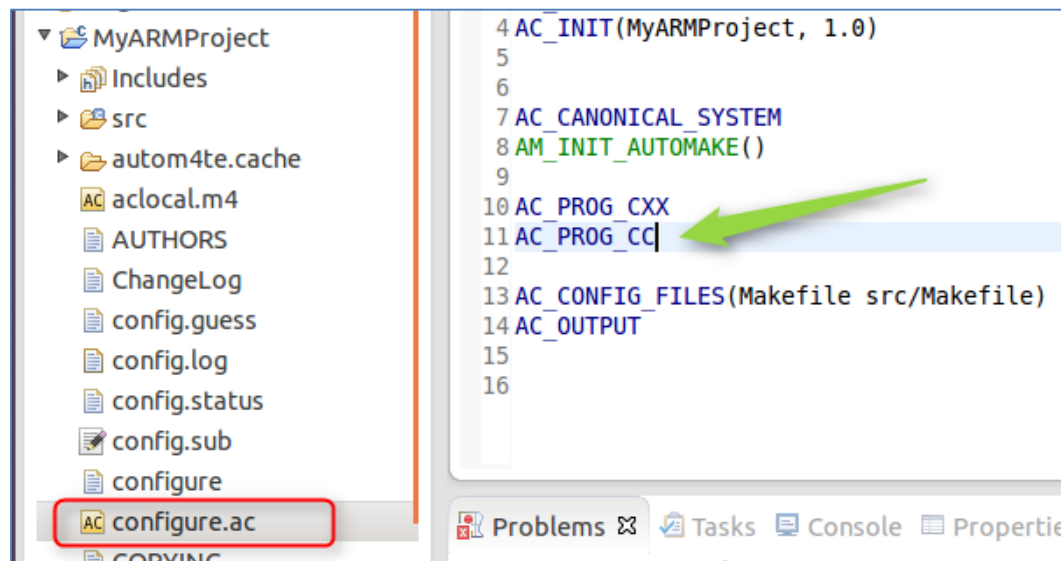 MyARMProject
Includes
src
autom4te.cache
aclocal.m4
AUTHORS
ChangeLog
config.guess
config.log
config.status
config.sub
configure
configure.ac
COPYING
4 AC_INIT(MyARMProject, 1.0)
5
6
7 AC_CANONICAL_SYSTEM
8 AM_INIT_AUTOMAKE()
9
10 AC_PROG_CXX
11 AC_PROG_CC
12
13 AC_CONFIG_FILES(Makefile src/Makefile)
14 AC_OUTPUT
15
16
Problems Tasks Console Propertie